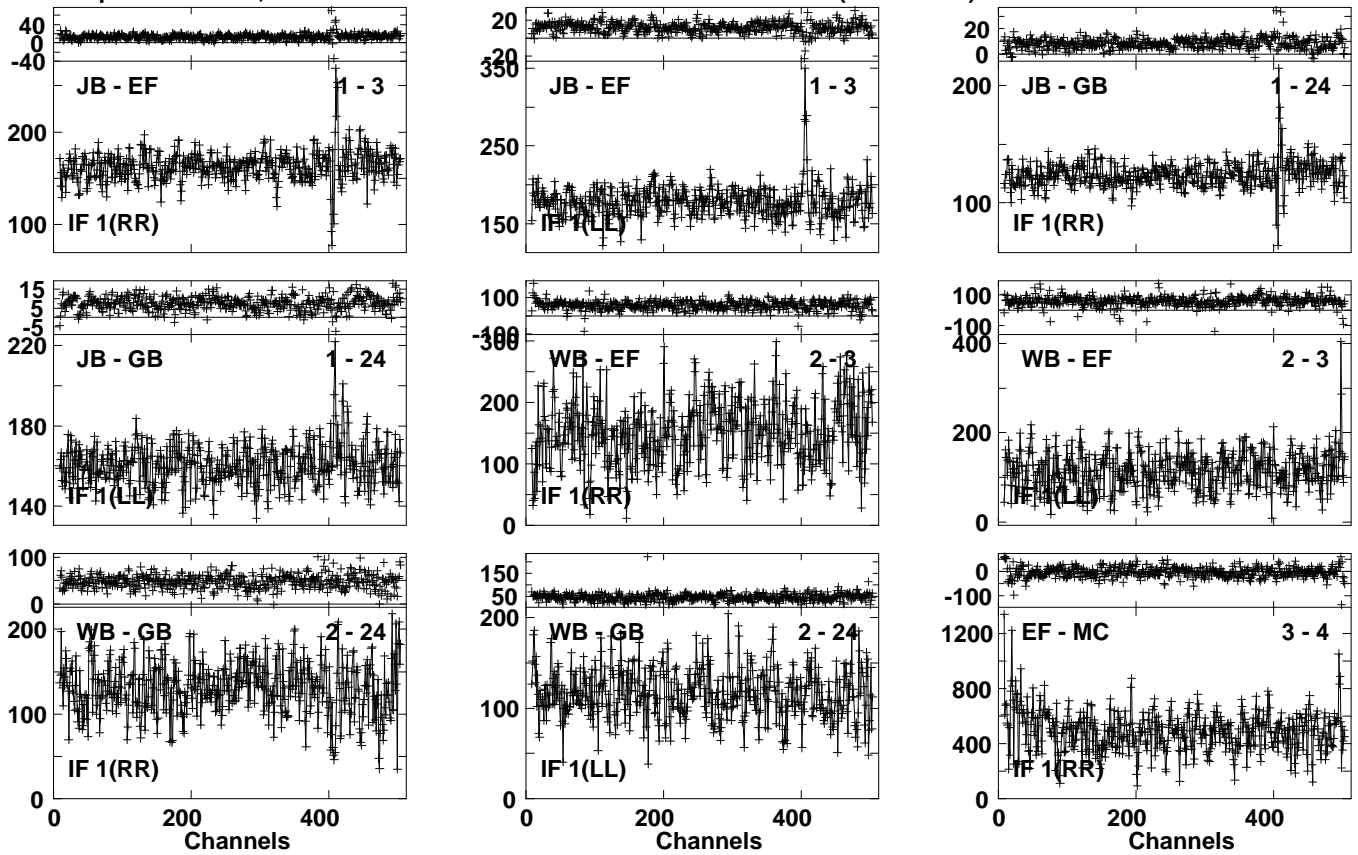 40
0
-40
JB - EF 1 - 3
200
100
IF 1(RR)
20
-20
350
JB - EF 1 - 3
250
150
IF 1(LL)
20
0
200
JB - GB 1 - 24
100
IF 1(RR)
15
5
-5
220
JB - GB 1 - 24
180
140
IF 1(LL)
100
-100
300
WB - EF 2 - 3
200
100
0
IF 1(RR)
100
-100
400
WB - EF 2 - 3
200
0
IF 1(LL)
100
0
200
WB - GB 2 - 24
100
0
IF 1(RR)
0 200 400
Channels
150
50
200
WB - GB 2 - 24
100
0
IF 1(LL)
0 200 400
Channels
0
-100
1200
EF - MC 3 - 4
800
400
0
IF 1(RR)
0 200 400
Channels